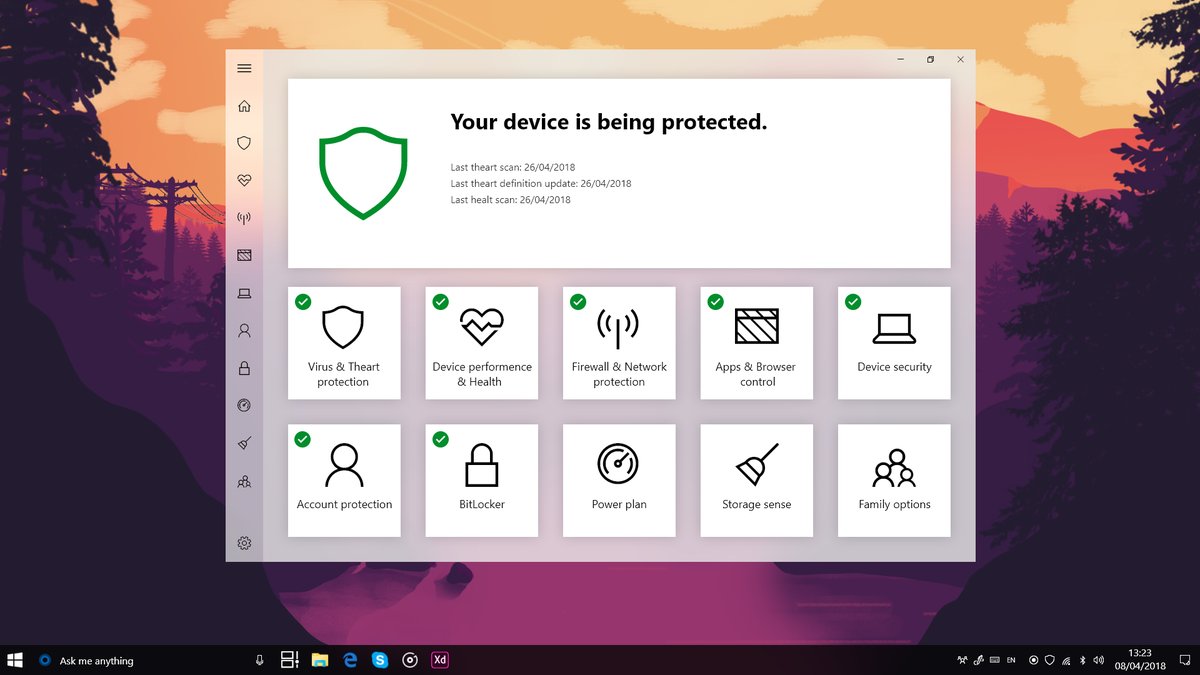 Your device is being protected.
Last theart scan: 26/04/2018
Last theart definition update: 26/04/2018
Last healt scan: 26/04/2018
Virus & Theart
protection
Device performence
& Health
Firewall & Network
protection
Apps & Browser
control
Device security
Account protection
BitLocker
Power plan
Storage sense
Family options
Ask me anything
Xd
EN
13:23
08/04/2018